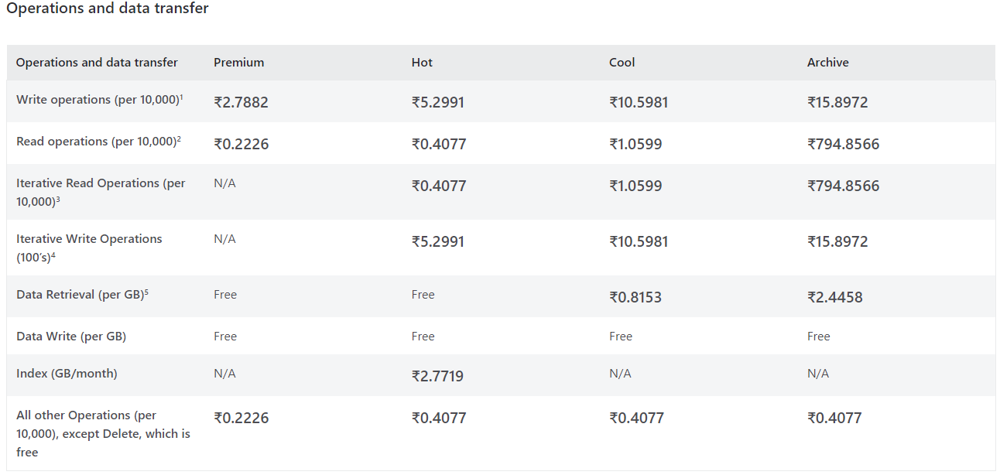 Operations and data transfer
Operations and data transfer Premium Hot Cool Archive
Write operations (per 10,000)¹ ₹2.7882 ₹5.2991 ₹10.5981 ₹15.8972
Read operations (per 10,000)² ₹0.2226 ₹0.4077 ₹1.0599 ₹794.8566
Iterative Read Operations (per N/A ₹0.4077 ₹1.0599 ₹794.8566
10,000)³
Iterative Write Operations N/A ₹5.2991 ₹10.5981 ₹15.8972
(100’s)⁴
Data Retrieval (per GB)⁵ Free Free ₹0.8153 ₹2.4458
Data Write (per GB) Free Free Free Free
Index (GB/month) N/A ₹2.7719 N/A N/A
All other Operations (per ₹0.2226 ₹0.4077 ₹0.4077 ₹0.4077
10,000), except Delete, which is
free